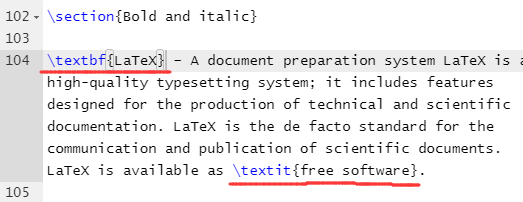 102 \section{Bold and italic}
103
104 \textbf{LaTeX} - A document preparation system LaTeX is a
high-quality typesetting system; it includes features
designed for the production of technical and scientific
documentation. LaTeX is the de facto standard for the
communication and publication of scientific documents.
LaTeX is available as \textit{free software}.
105